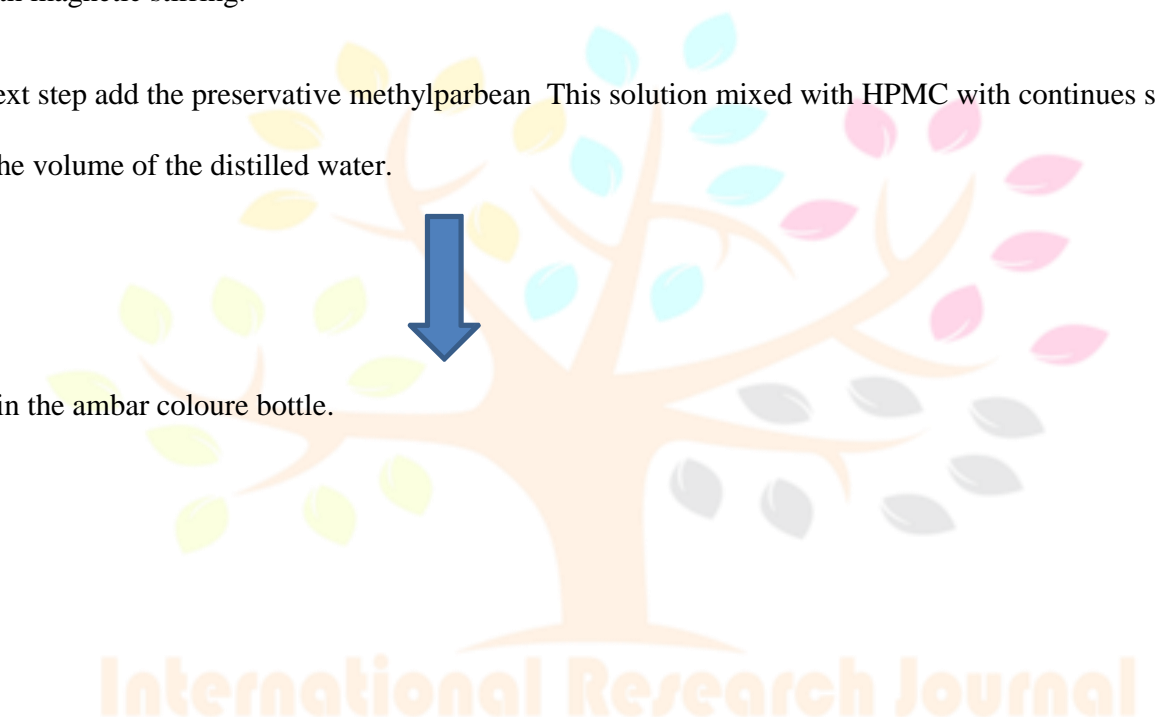 ext step add the preservative methylparbean This solution mixed with HPMC with continues s
he volume of the distilled water.
in the ambar coloure bottle.
International Research Journal